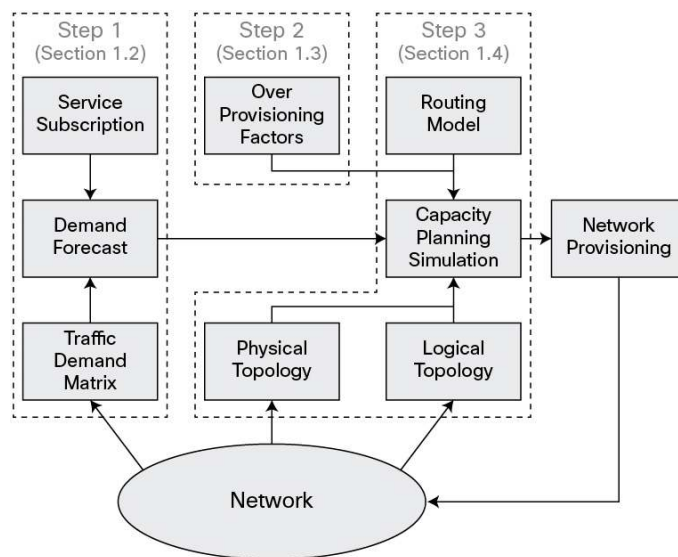 Step 1
(Section 1.2)
Step 2
(Section 1.3)
Step 3
(Section 1.4)
Service
Subscription
Over
Provisioning
Factors
Routing
Model
Demand
Forecast
Capacity
Planning
Simulation
Network
Provisioning
Traffic
Demand
Matrix
Physical
Topology
Logical
Topology
Network